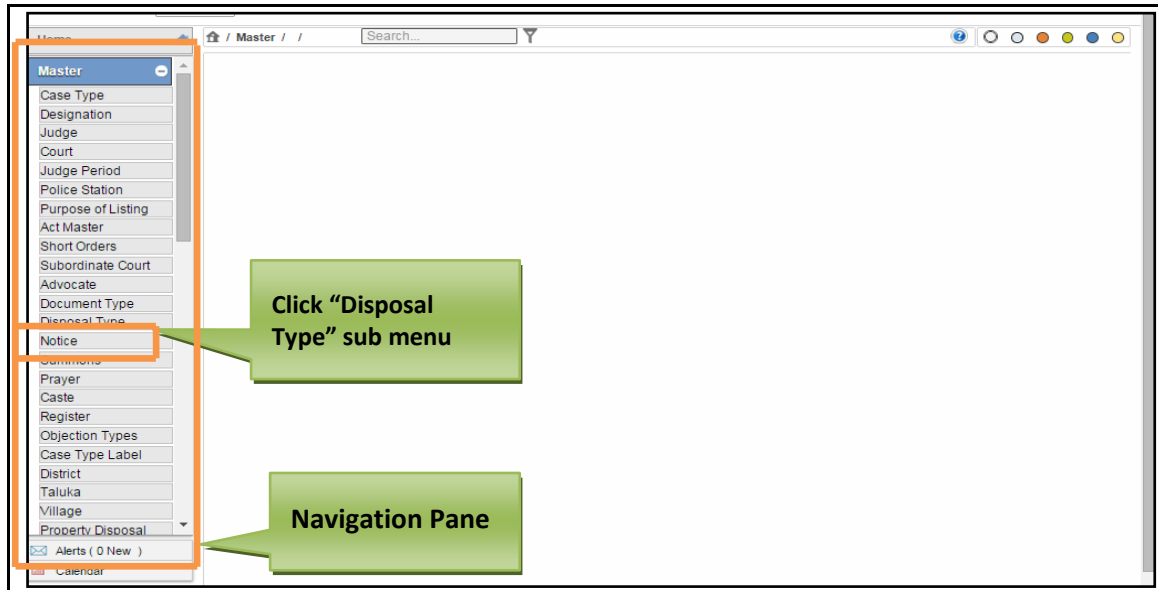 Home
/ Master / / Search...
Master
Case Type
Designation
Judge
Court
Judge Period
Police Station
Purpose of Listing
Act Master
Short Orders
Subordinate Court
Advocate
Document Type
Disposal Type
Notice
Summons
Prayer
Caste
Register
Objection Types
Case Type Label
District
Taluka
Village
Property Disposal
Alerts ( 0 New )
Calendar
Click “Disposal
Type” sub menu
Navigation Pane